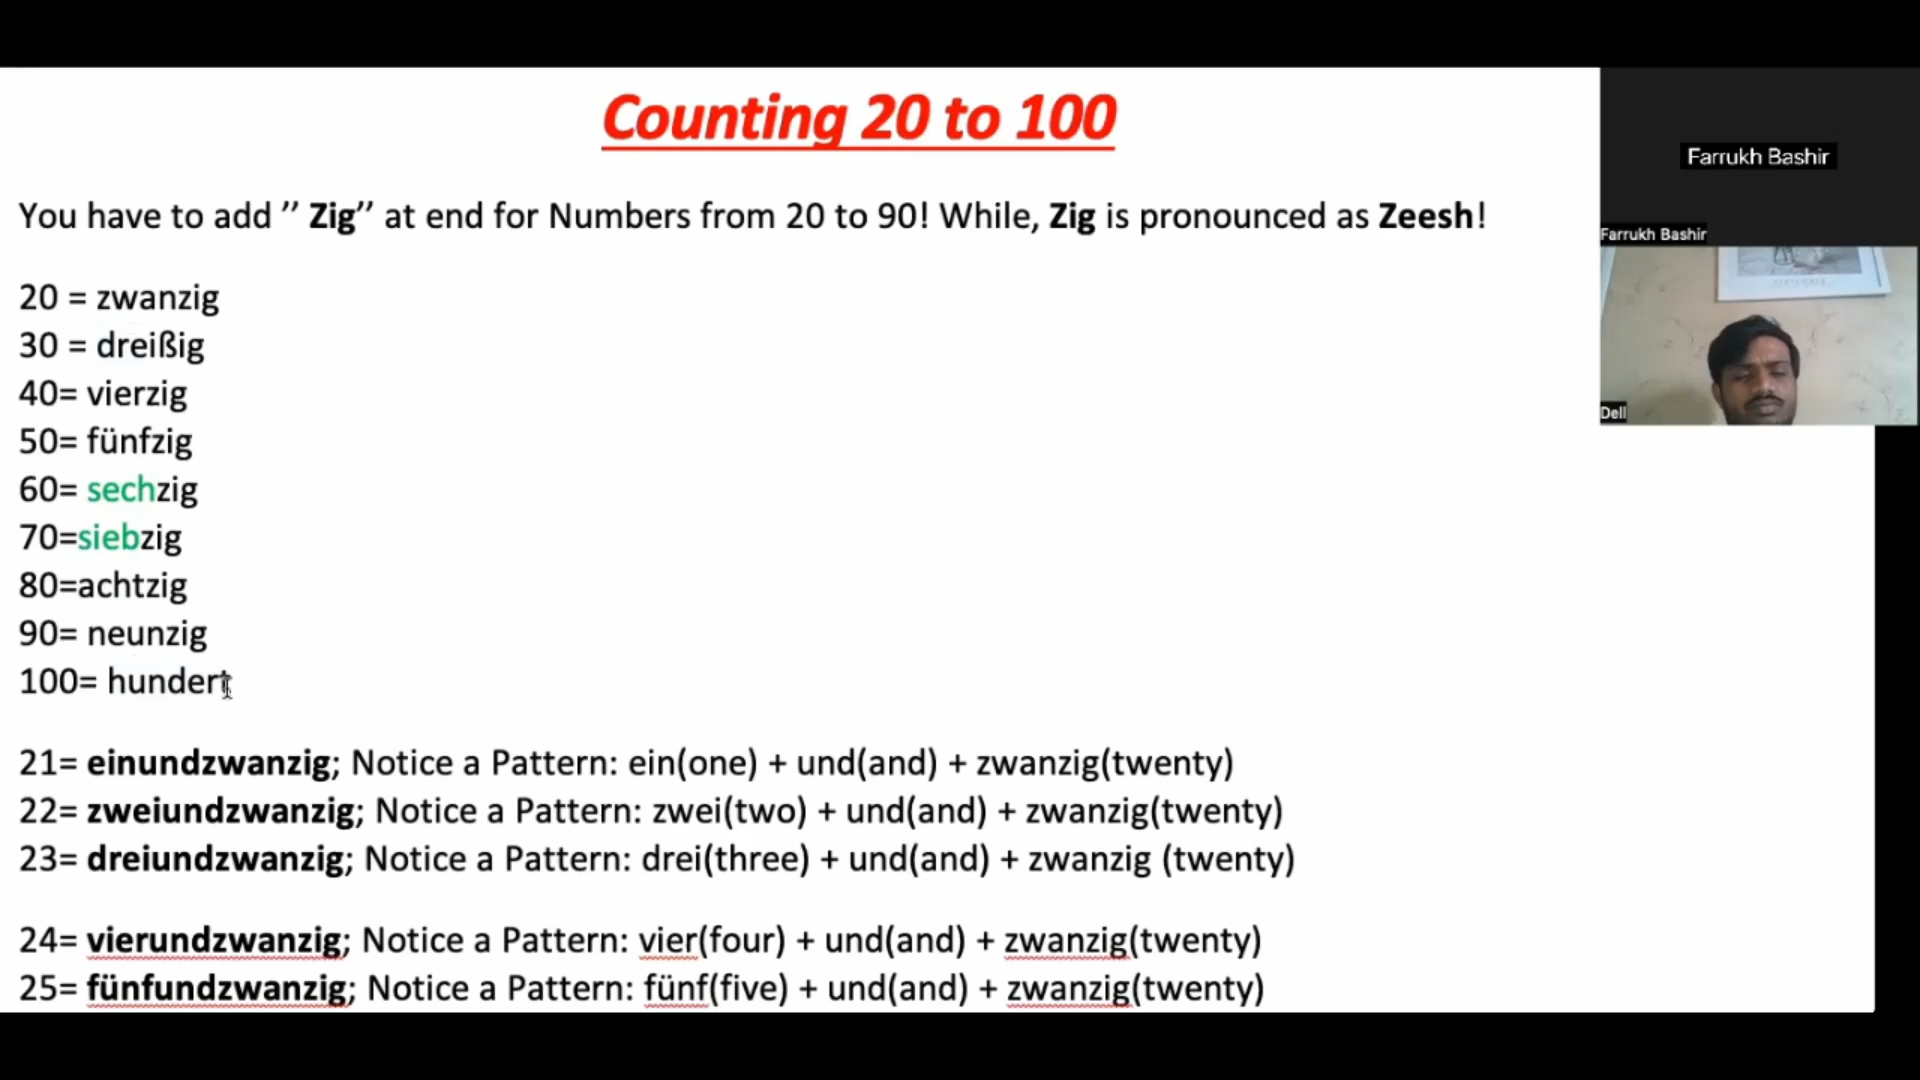 Counting 20 to 100
Farrukh Bashir
You have to add ” Zig” at end for Numbers from 20 to 90! While, Zig is pronounced as Zeesh!
Farrukh Bashir
20 = zwanzig
30 = dreißig
40= vierzig
Dell
50= fünfzig
60= sechzig
70=siebzig
80=achtzig
90= neunzig
100= hundert
21= einundzwanzig; Notice a Pattern: ein(one) + und(and) + zwanzig(twenty)
22= zweiundzwanzig; Notice a Pattern: zwei(two) + und(and) + zwanzig(twenty)
23= dreiundzwanzig; Notice a Pattern: drei(three) + und(and) + zwanzig (twenty)
24= vierundzwanzig; Notice a Pattern: vier(four) + und(and) + zwanzig(twenty)
25= fünfundzwanzig; Notice a Pattern: fünf(five) + und(and) + zwanzig(twenty)